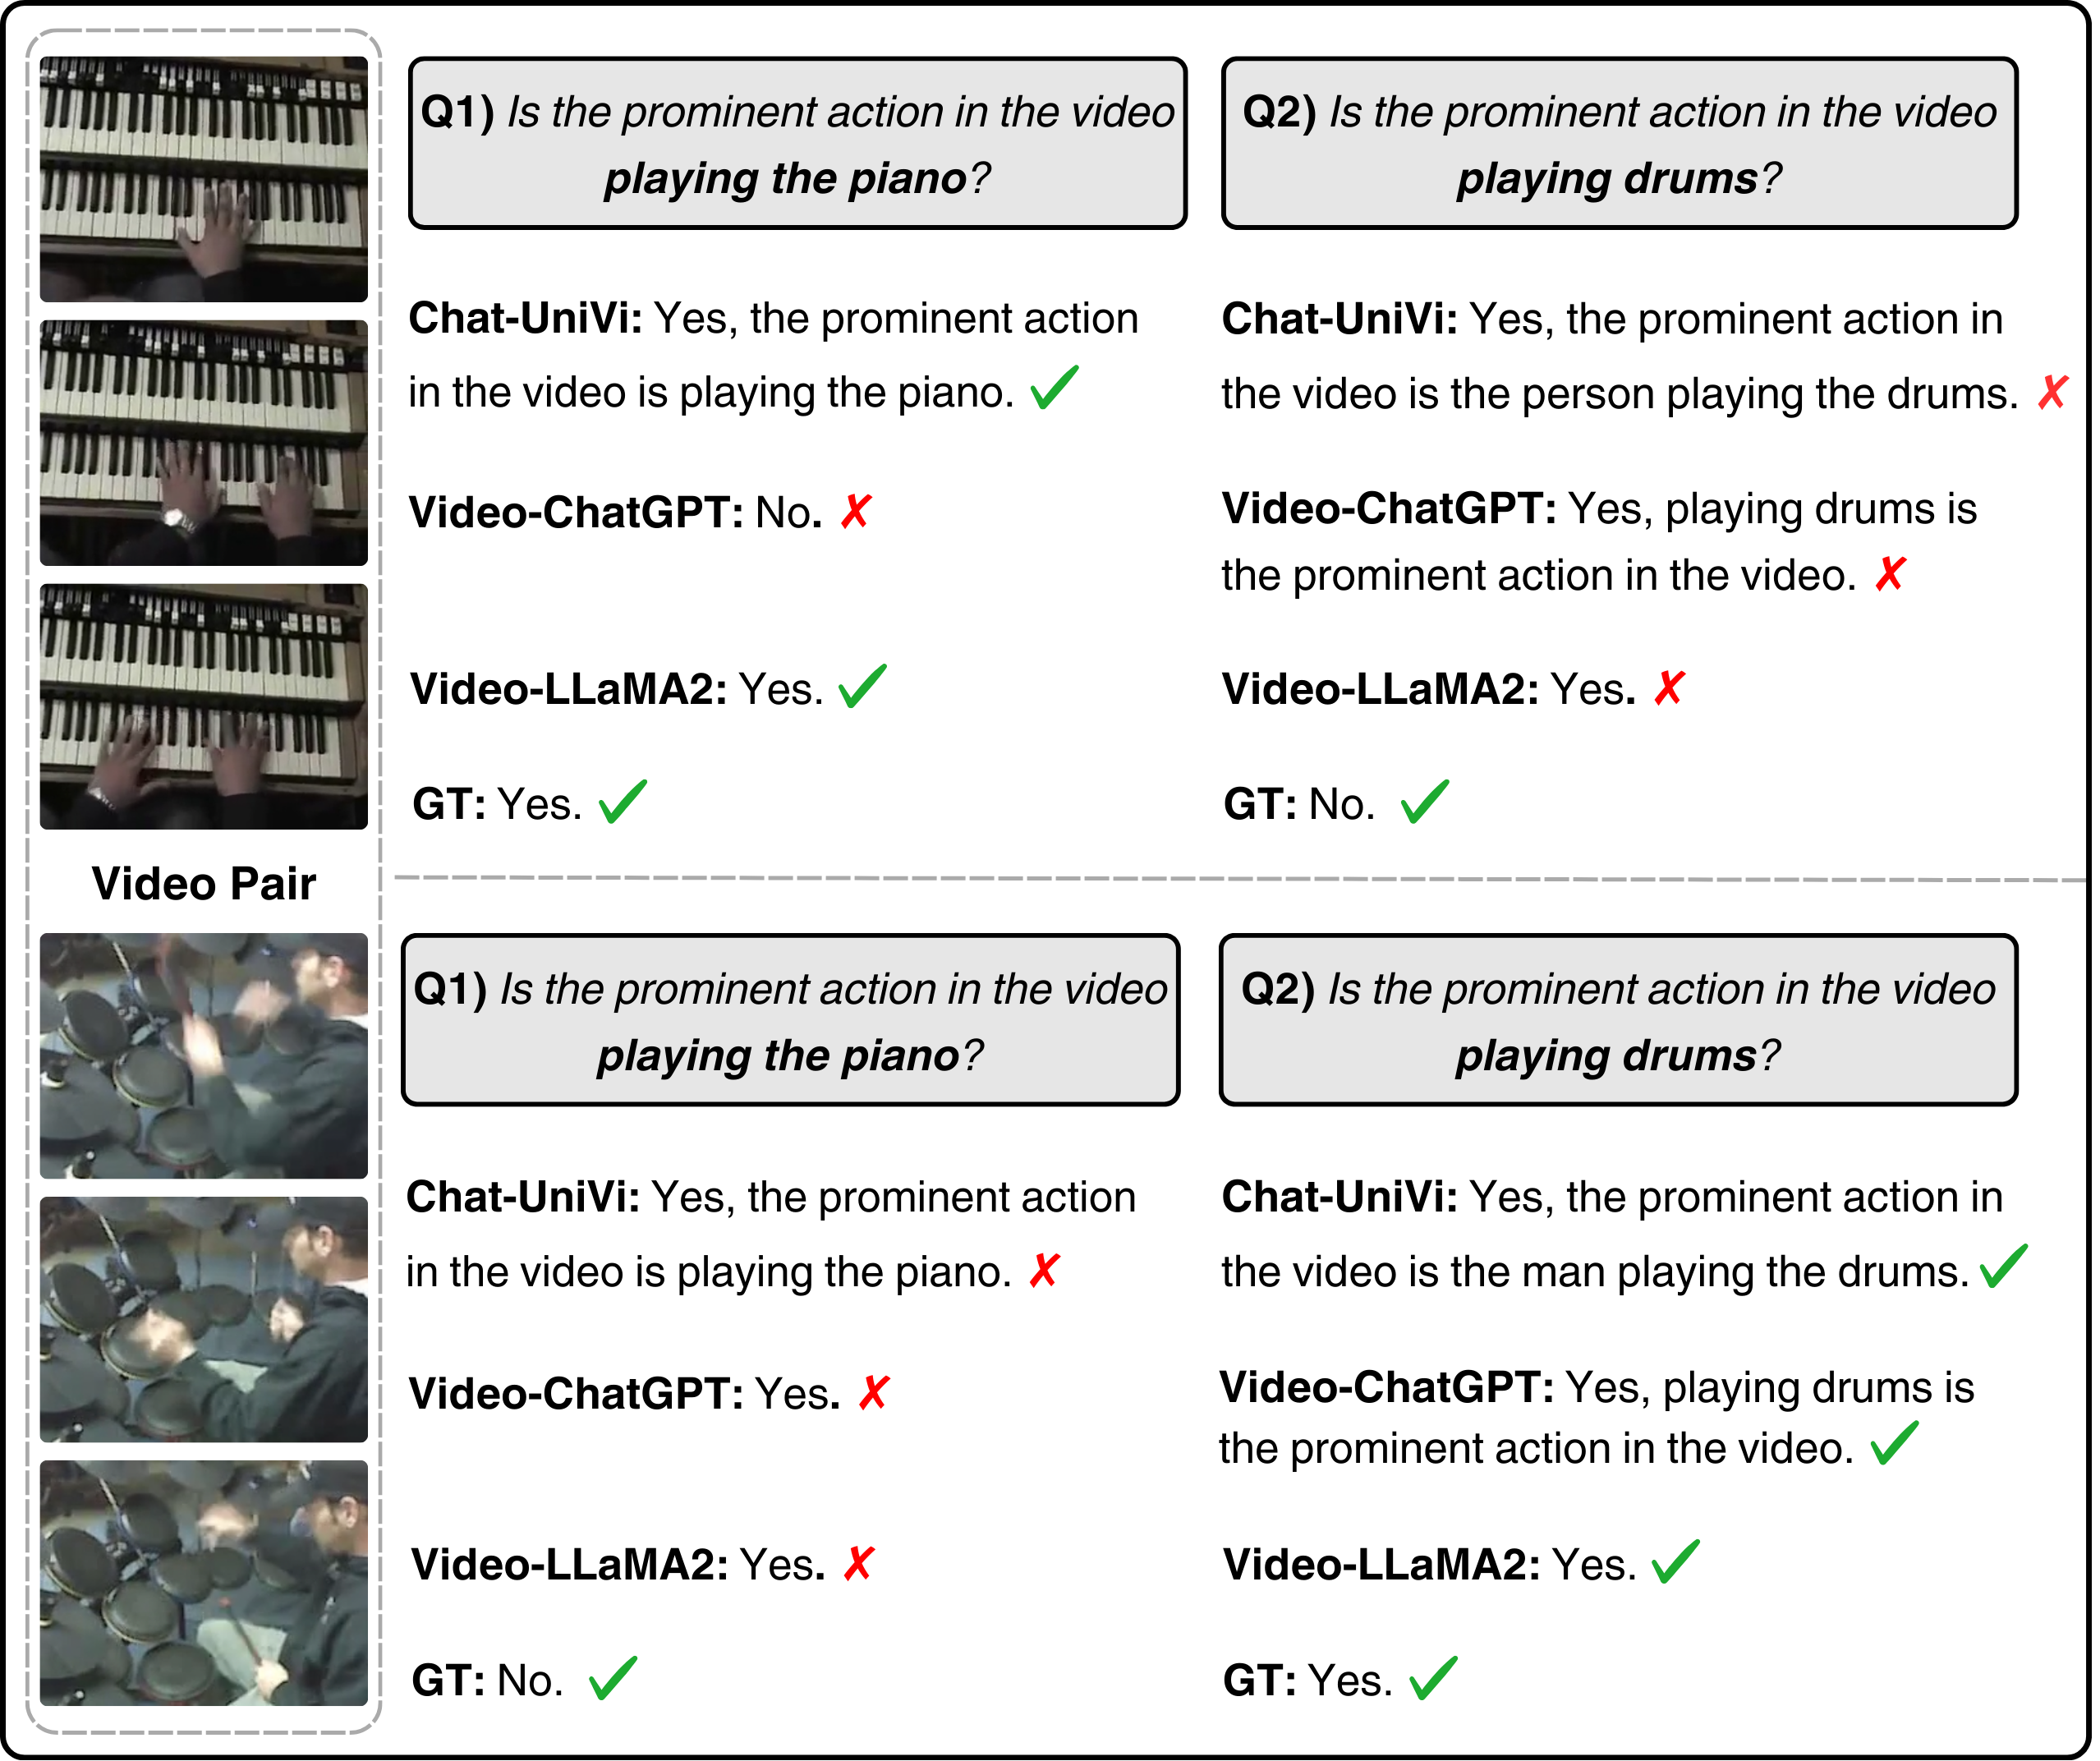 Q1) Is the prominent action in the video
playing the piano?
Chat-UniVi: Yes, the prominent action
in the video is playing the piano. ✓
Video-ChatGPT: No. ✗
Video-LLaMA2: Yes. ✓
GT: Yes. ✓
Q2) Is the prominent action in the video
playing drums?
Chat-UniVi: Yes, the prominent action in
the video is the person playing the drums. ✗
Video-ChatGPT: Yes, playing drums is
the prominent action in the video. ✗
Video-LLaMA2: Yes. ✗
GT: No. ✓
Video Pair
Q1) Is the prominent action in the video
playing the piano?
Chat-UniVi: Yes, the prominent action
in the video is playing the piano. ✗
Video-ChatGPT: Yes. ✗
Video-LLaMA2: Yes. ✗
GT: No. ✓
Q2) Is the prominent action in the video
playing drums?
Chat-UniVi: Yes, the prominent action in
the video is the man playing the drums. ✓
Video-ChatGPT: Yes, playing drums is
the prominent action in the video. ✓
Video-LLaMA2: Yes. ✓
GT: Yes. ✓